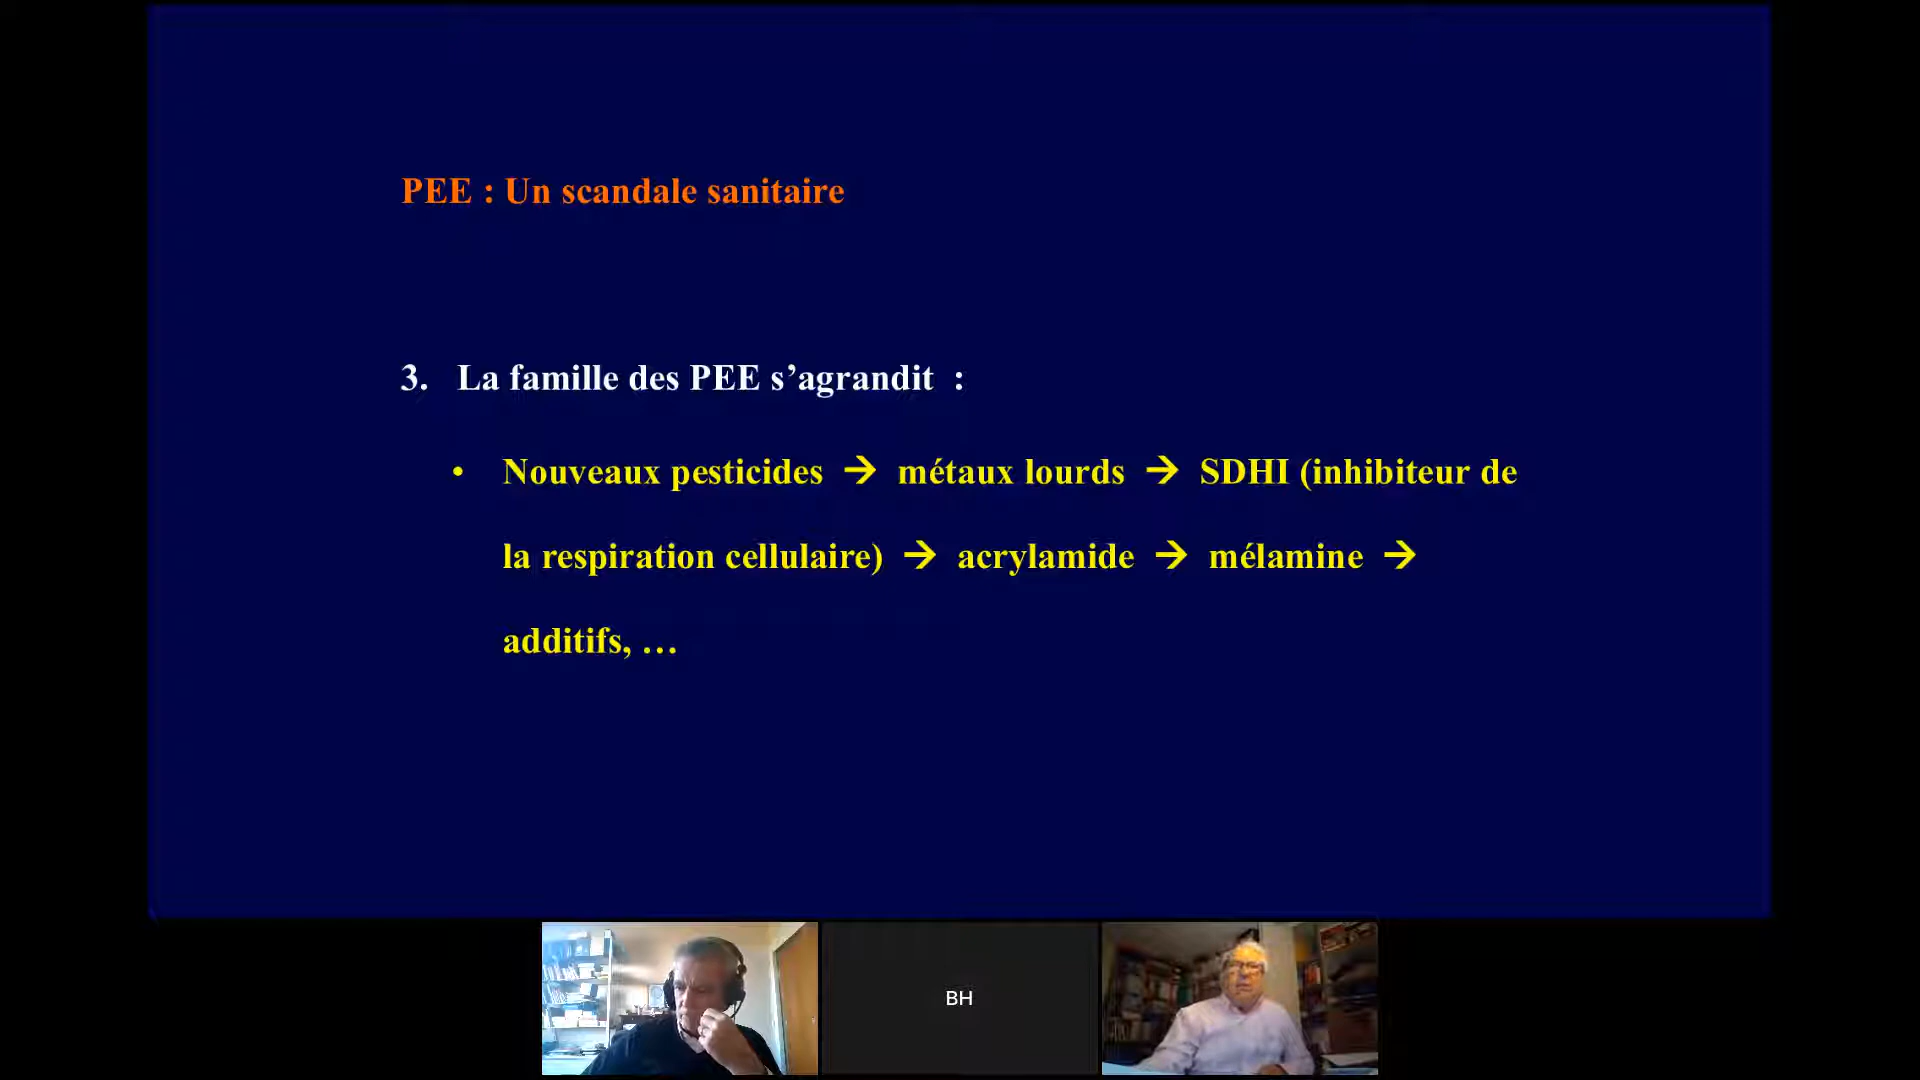 PEE : Un scandale sanitaire
3. La famille des PEE s’agrandit :
• Nouveaux pesticides → métaux lourds → SDHI (inhibiteur de
la respiration cellulaire) → acrylamide → mélamine →
additifs, …
BH